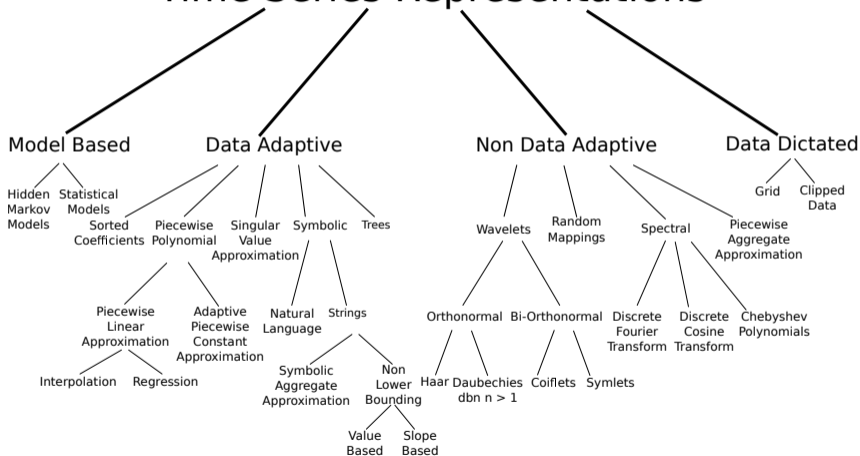 Time Series Representations
Model Based
Data Adaptive
Non Data Adaptive
Data Dictated
Hidden
Markov
Models
Statistical
Models
Sorted
Coefficients
Piecewise
Polynomial
Singular
Value
Approximation
Symbolic
Trees
Wavelets
Random
Mappings
Spectral
Piecewise
Aggregate
Approximation
Grid
Clipped
Data
Piecewise
Linear
Approximation
Adaptive
Piecewise
Constant
Approximation
Natural
Language
Strings
Orthonormal
Bi-Orthonormal
Discrete
Fourier
Transform
Discrete
Cosine
Transform
Chebyshev
Polynomials
Interpolation
Regression
Symbolic
Aggregate
Approximation
Non
Lower
Bounding
Haar
Daubechies
dbn n > 1
Coiflets
Symlets
Value
Based
Slope
Based